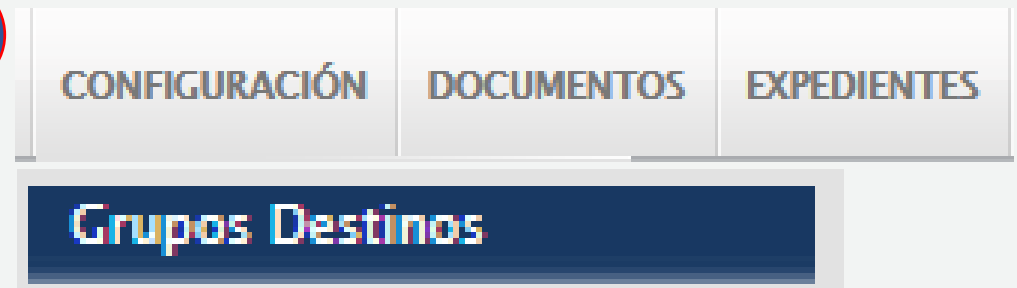 CONFIGURACIÓN DOCUMENTOS EXPEDIENTES
Grupos Destinos